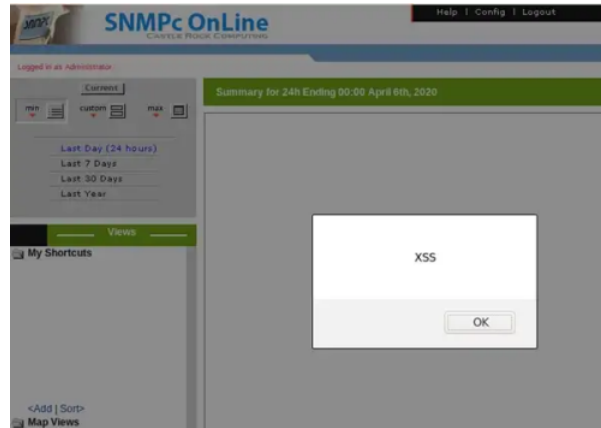 SNMPc
SNMPc OnLine
CASTLE ROCK COMPUTING
Help | Config | Logout
Logged in as Administrator
Current
min custom max
Summary for 24h Ending 00:00 April 6th, 2020
Last Day (24 hours)
Last 7 Days
Last 30 Days
Last Year
Views
My Shortcuts
XSS
OK
<Add | Sort>
Map Views